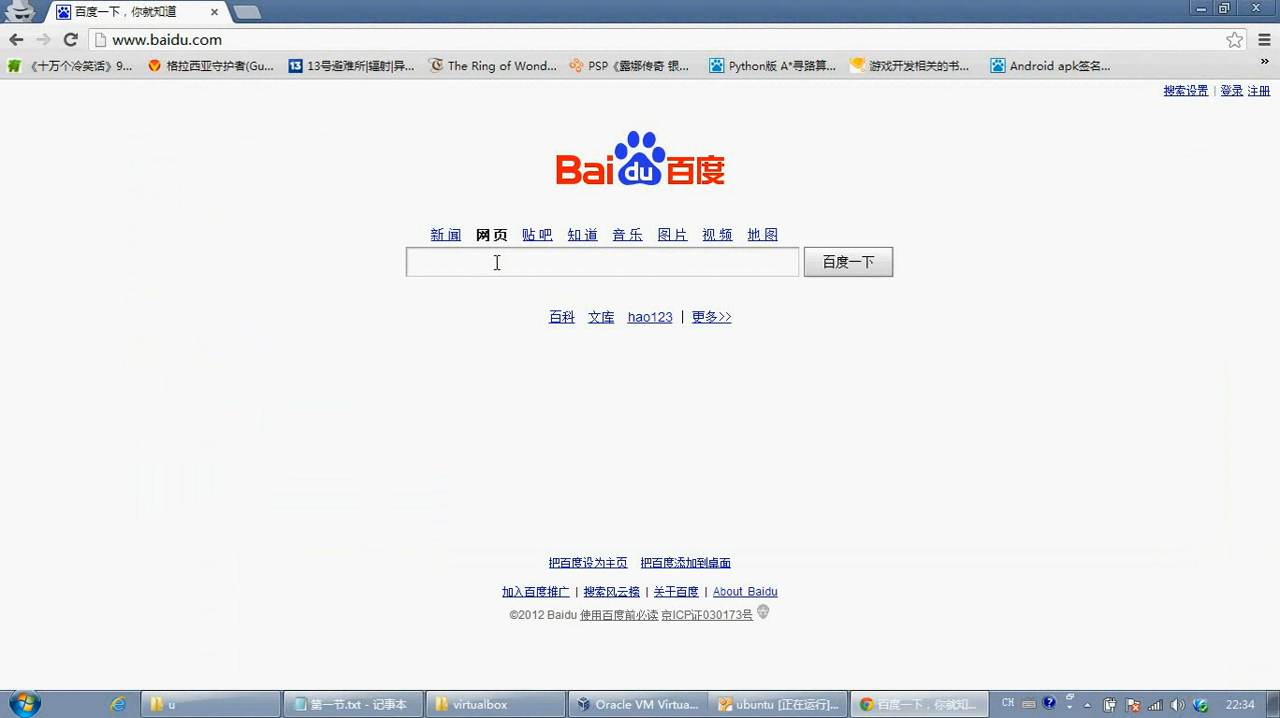 百度一下，你就知道
www.baidu.com
《十万个冷笑话》9... 格拉西亚守护者(Gu... 13号避难所|辐射|异... The Ring of Wond... PSP《露娜传奇 银... Python版 A*寻路算... 游戏开发相关的书... Android apk签名... »
搜索设置 | 登录 注册
Bai du 百度
新闻 网页 贴吧 知道 音乐 图片 视频 地图
百度一下
百科 文库 hao123 | 更多>>
把百度设为主页 把百度添加到桌面
加入百度推广 | 搜索风云榜 | 关于百度 | About Baidu
©2012 Baidu 使用百度前必读 京ICP证030173号
u 第一节.txt - 记事本 virtualbox Oracle VM Virtua... ubuntu [正在运行]... 百度一下，你就知... CH 22:34